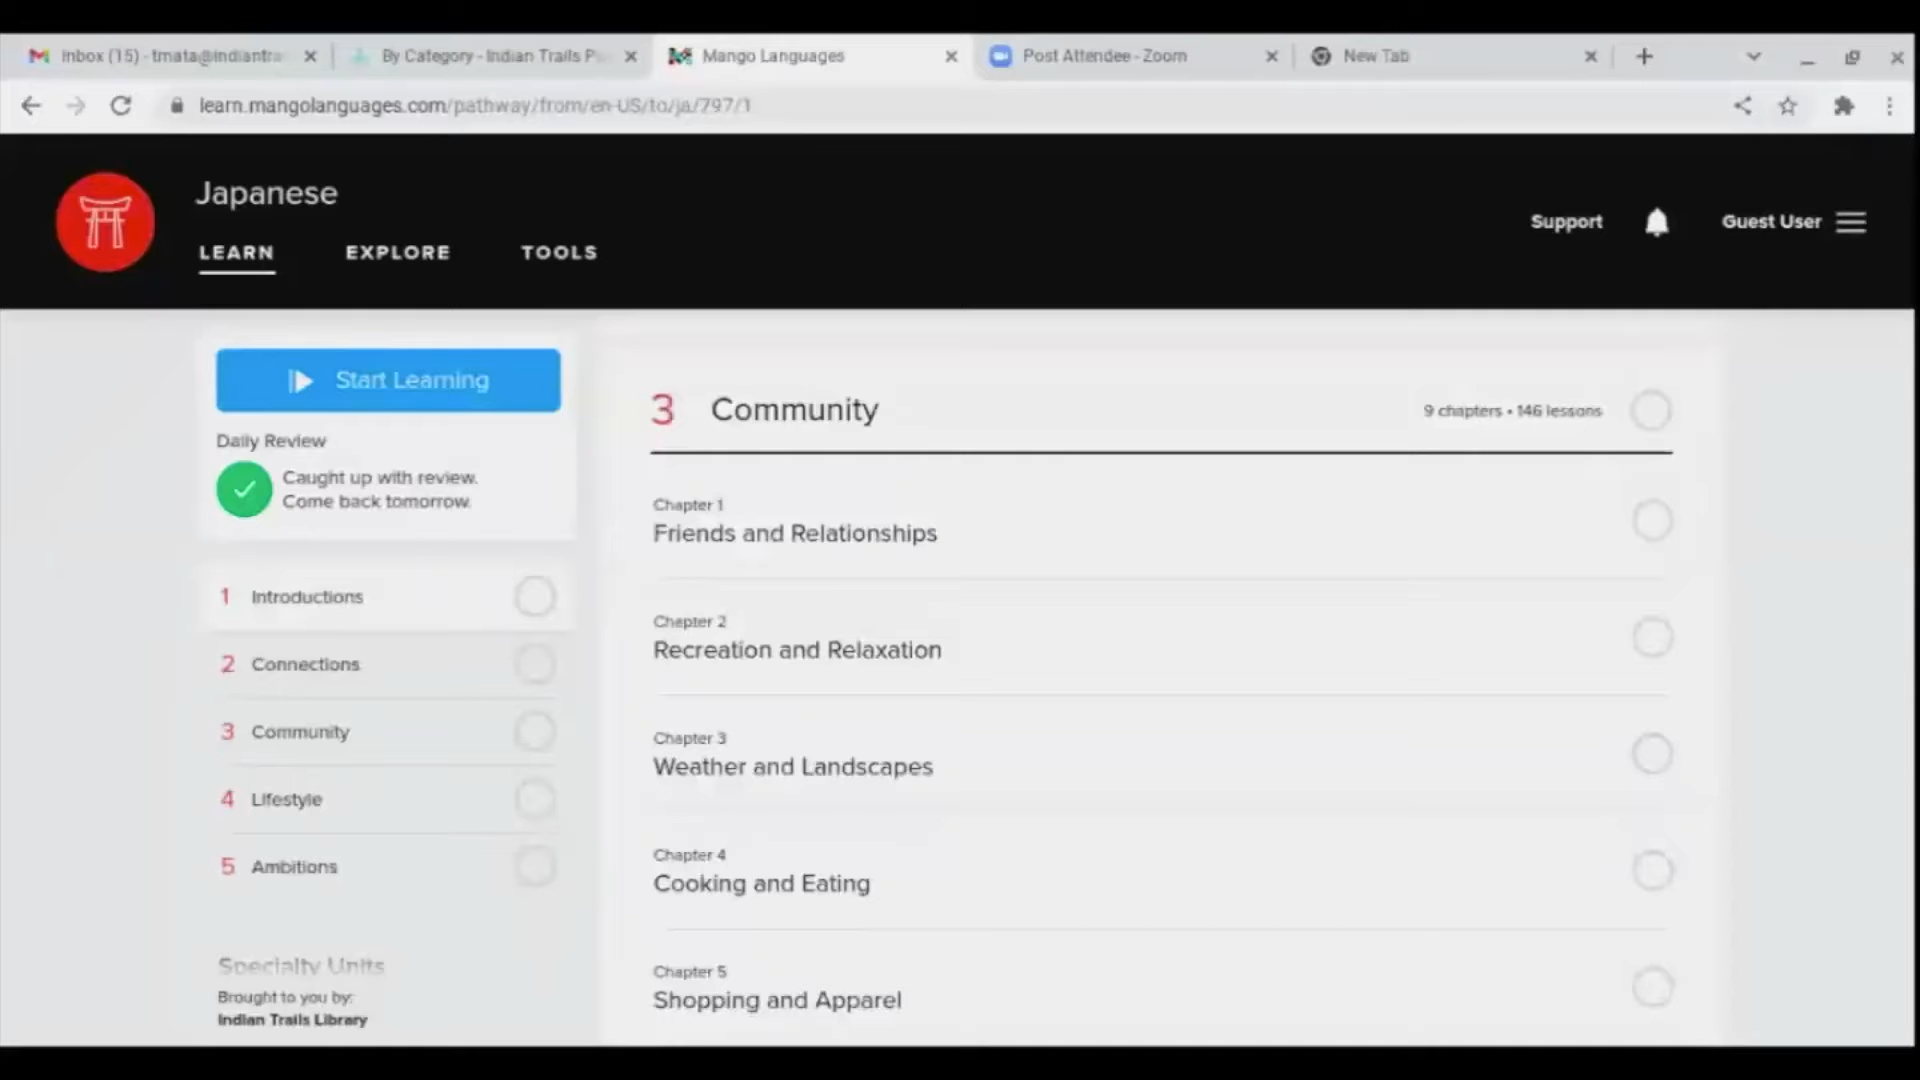 Inbox (15) - tmata@indiantra
By Category - Indian Trails P
Mango Languages
Post Attendee - Zoom
New Tab
learn.mangolanguages.com/pathway/from/en-US/to/ja/797/1
Japanese
LEARN
EXPLORE
TOOLS
Support
Guest User
Start Learning
Daily Review
Caught up with review.
Come back tomorrow.
1 Introductions
2 Connections
3 Community
4 Lifestyle
5 Ambitions
Specialty Units
Brought to you by:
Indian Trails Library
3 Community
9 chapters • 146 lessons
Chapter 1
Friends and Relationships
Chapter 2
Recreation and Relaxation
Chapter 3
Weather and Landscapes
Chapter 4
Cooking and Eating
Chapter 5
Shopping and Apparel